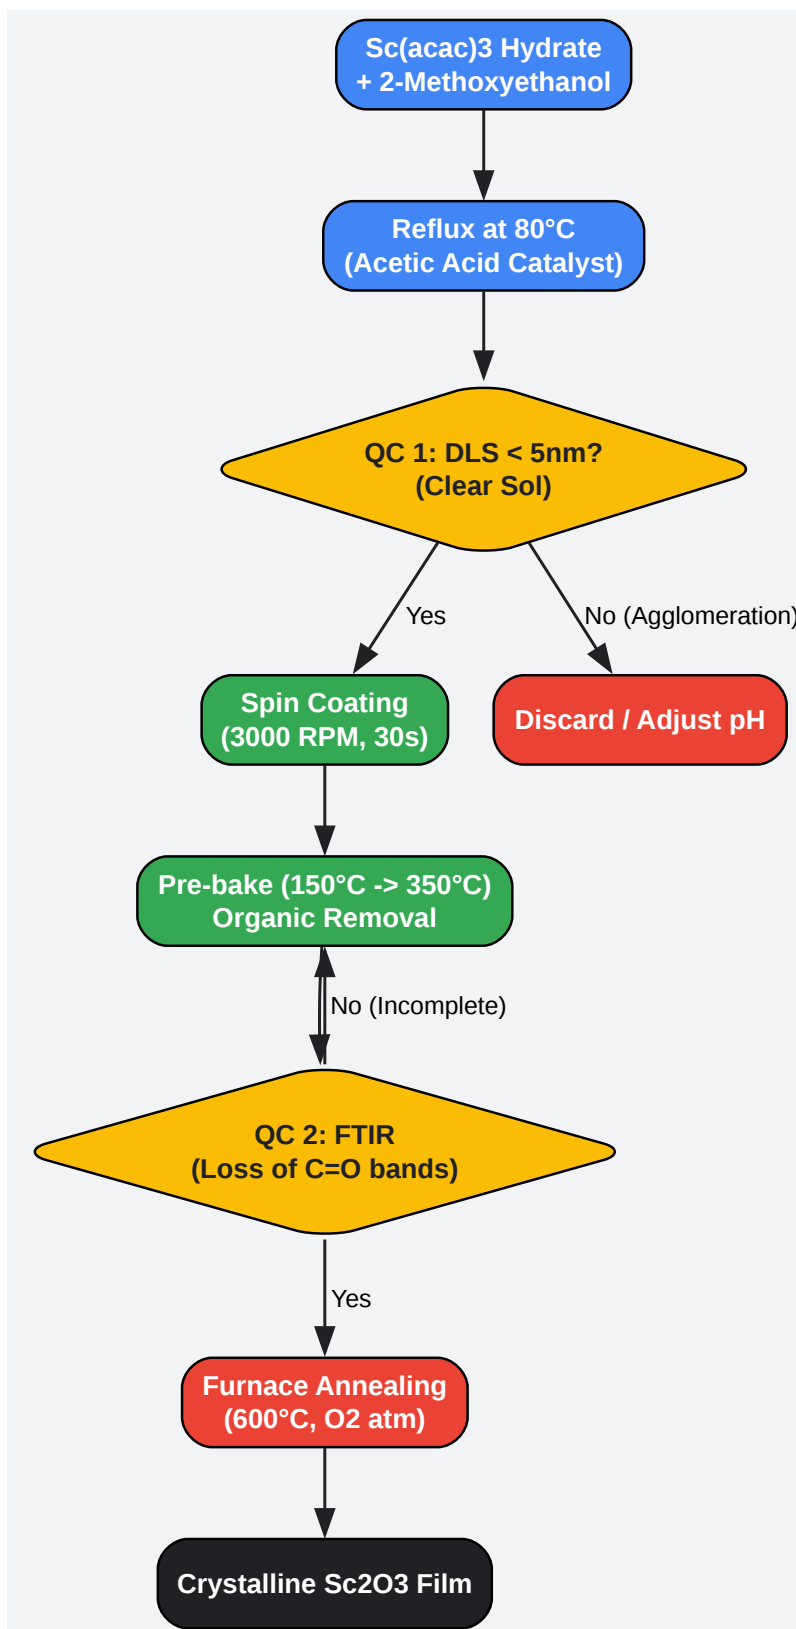 Sc(acac)3 Hydrate
+ 2-Methoxyethanol
Reflux at 80°C
(Acetic Acid Catalyst)
QC 1: DLS < 5nm?
(Clear Sol)
Yes
No (Agglomeration)
Spin Coating
(3000 RPM, 30s)
Discard / Adjust pH
Pre-bake (150°C -> 350°C)
Organic Removal
No (Incomplete)
QC 2: FTIR
(Loss of C=O bands)
Yes
Furnace Annealing
(600°C, O2 atm)
Crystalline Sc2O3 Film